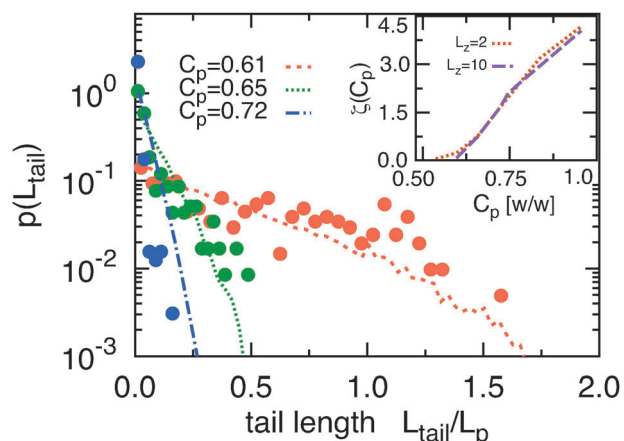 4.5
3.0
1.5
0.0
ζ(C_p)
L_z=2
L_z=10
0.50 0.75 1.0
C_p [w/w]
C_p=0.61
C_p=0.65
C_p=0.72
10^0
10^-1
10^-2
10^-3
p(L_tail)
0.0 0.5 1.0 1.5 2.0
tail length L_tail/L_p